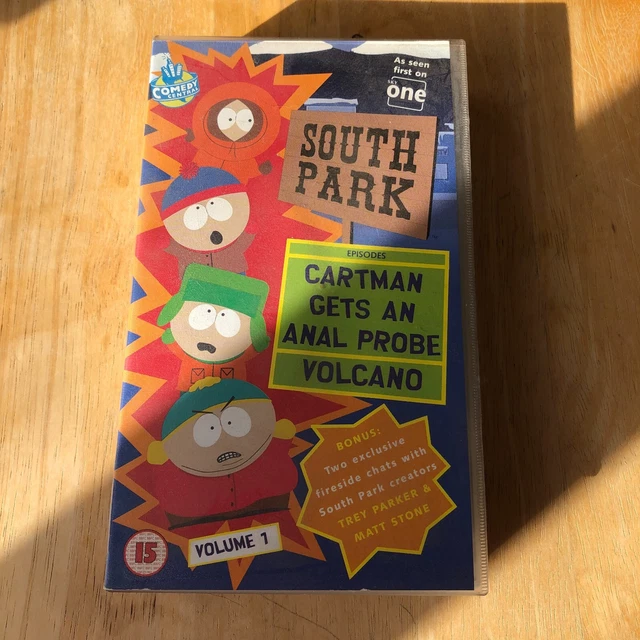 COMEDY
CENTRAL
As seen
first on
sky
one
SOUTH
PARK
EPISODES
CARTMAN
GETS AN
ANAL PROBE
VOLCANO
BONUS:
Two exclusive
fireside chats with
South Park creators
TREY PARKER &
MATT STONE
15
VOLUME 1